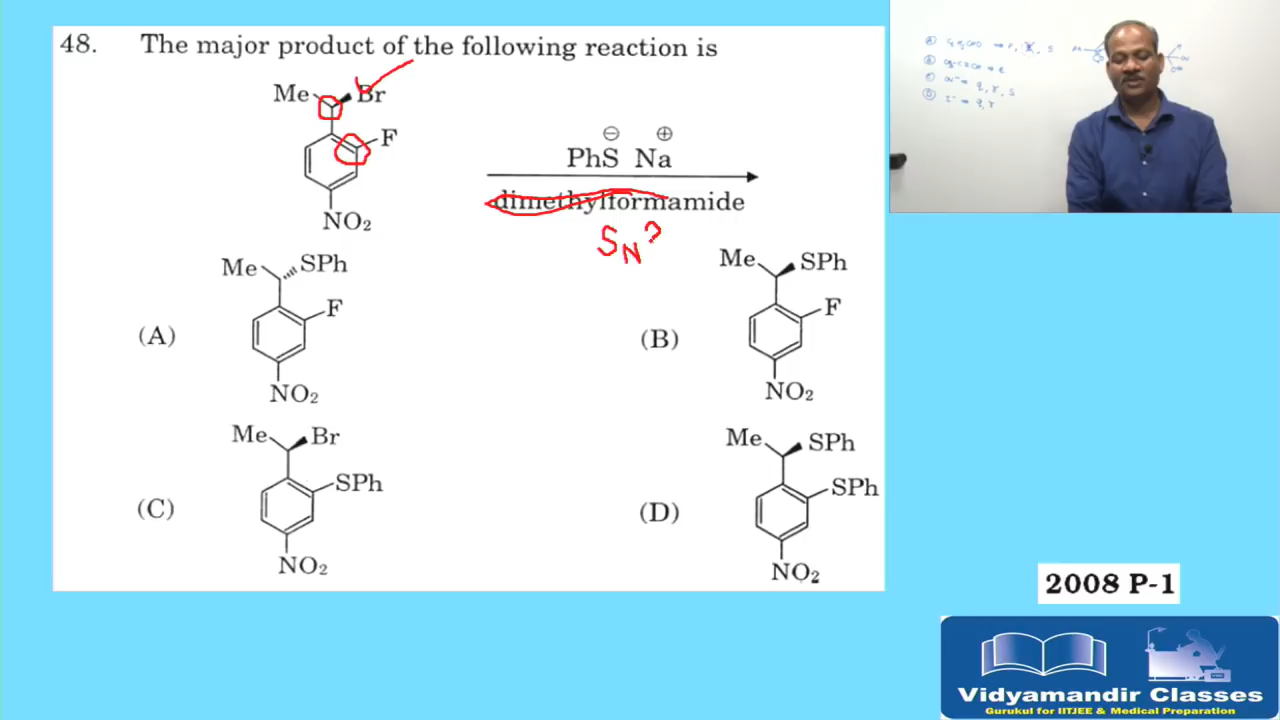 48. The major product of the following reaction is
Me
Br
F
NO₂
PhS⊖ Na⊕
dimethylformamide
SN2
Me
SPh
F
(A)
NO₂
Me
SPh
F
(B)
NO₂
Me
Br
SPh
(C)
NO₂
Me
SPh
SPh
(D)
NO₂
2008 P-1
Vidyamandir Classes
Gurukul for IITJEE & Medical Preparation